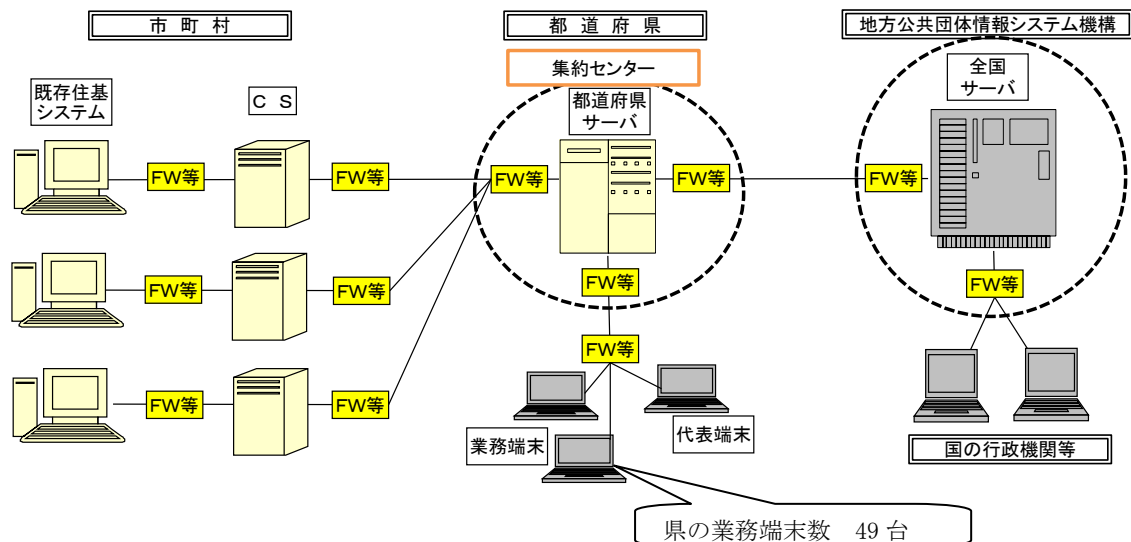 市 町 村
都 道 府 県
地方公共団体情報システム機構
集約センター
既存住基
システム
Ｃ Ｓ
都道府県
サーバ
全国
サーバ
ＦＷ等
ＦＷ等
ＦＷ等
ＦＷ等
ＦＷ等
ＦＷ等
ＦＷ等
ＦＷ等
ＦＷ等
ＦＷ等
ＦＷ等
ＦＷ等
ＦＷ等
業務端末
代表端末
国の行政機関等
県の業務端末数　49 台